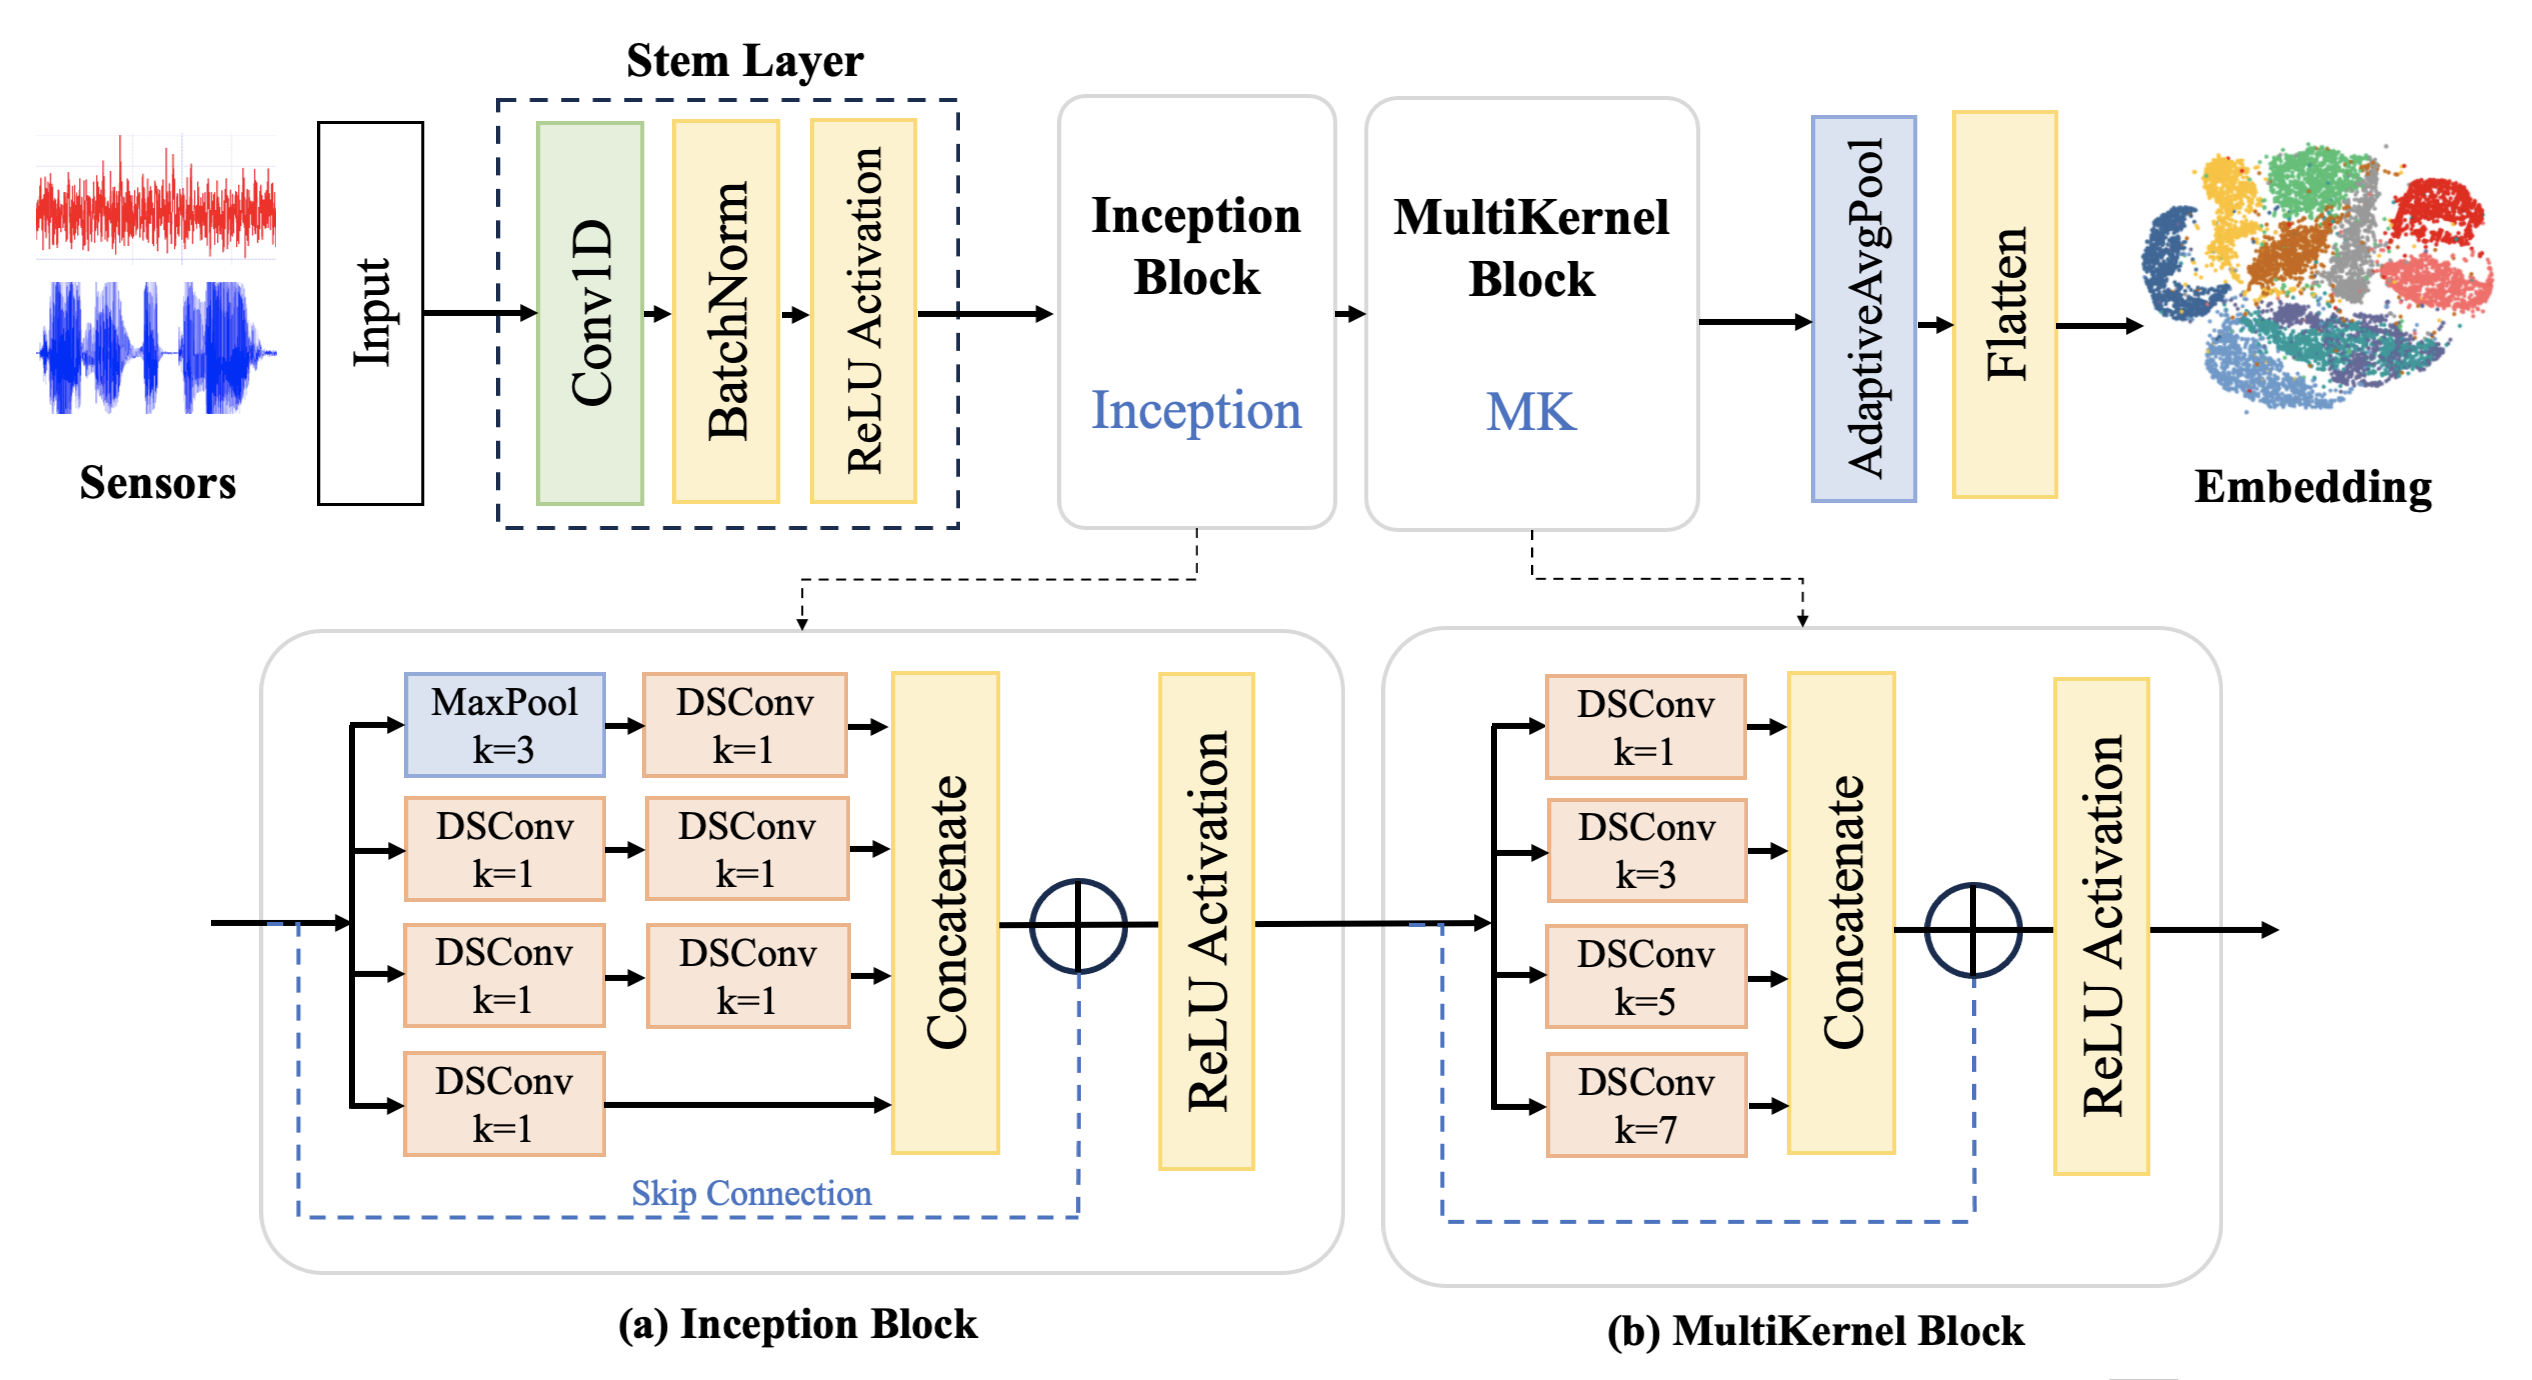 Stem Layer
Sensors
Input
Conv1D
BatchNorm
ReLU Activation
Inception
Block
Inception
MultiKernel
Block
MK
AdaptiveAvgPool
Flatten
Embedding
MaxPool
k=3
DSConv
k=1
DSConv
k=1
DSConv
k=1
DSConv
k=1
DSConv
k=1
DSConv
k=1
Concatenate
ReLU Activation
Skip Connection
(a) Inception Block
DSConv
k=1
DSConv
k=3
DSConv
k=5
DSConv
k=7
Concatenate
ReLU Activation
(b) MultiKernel Block